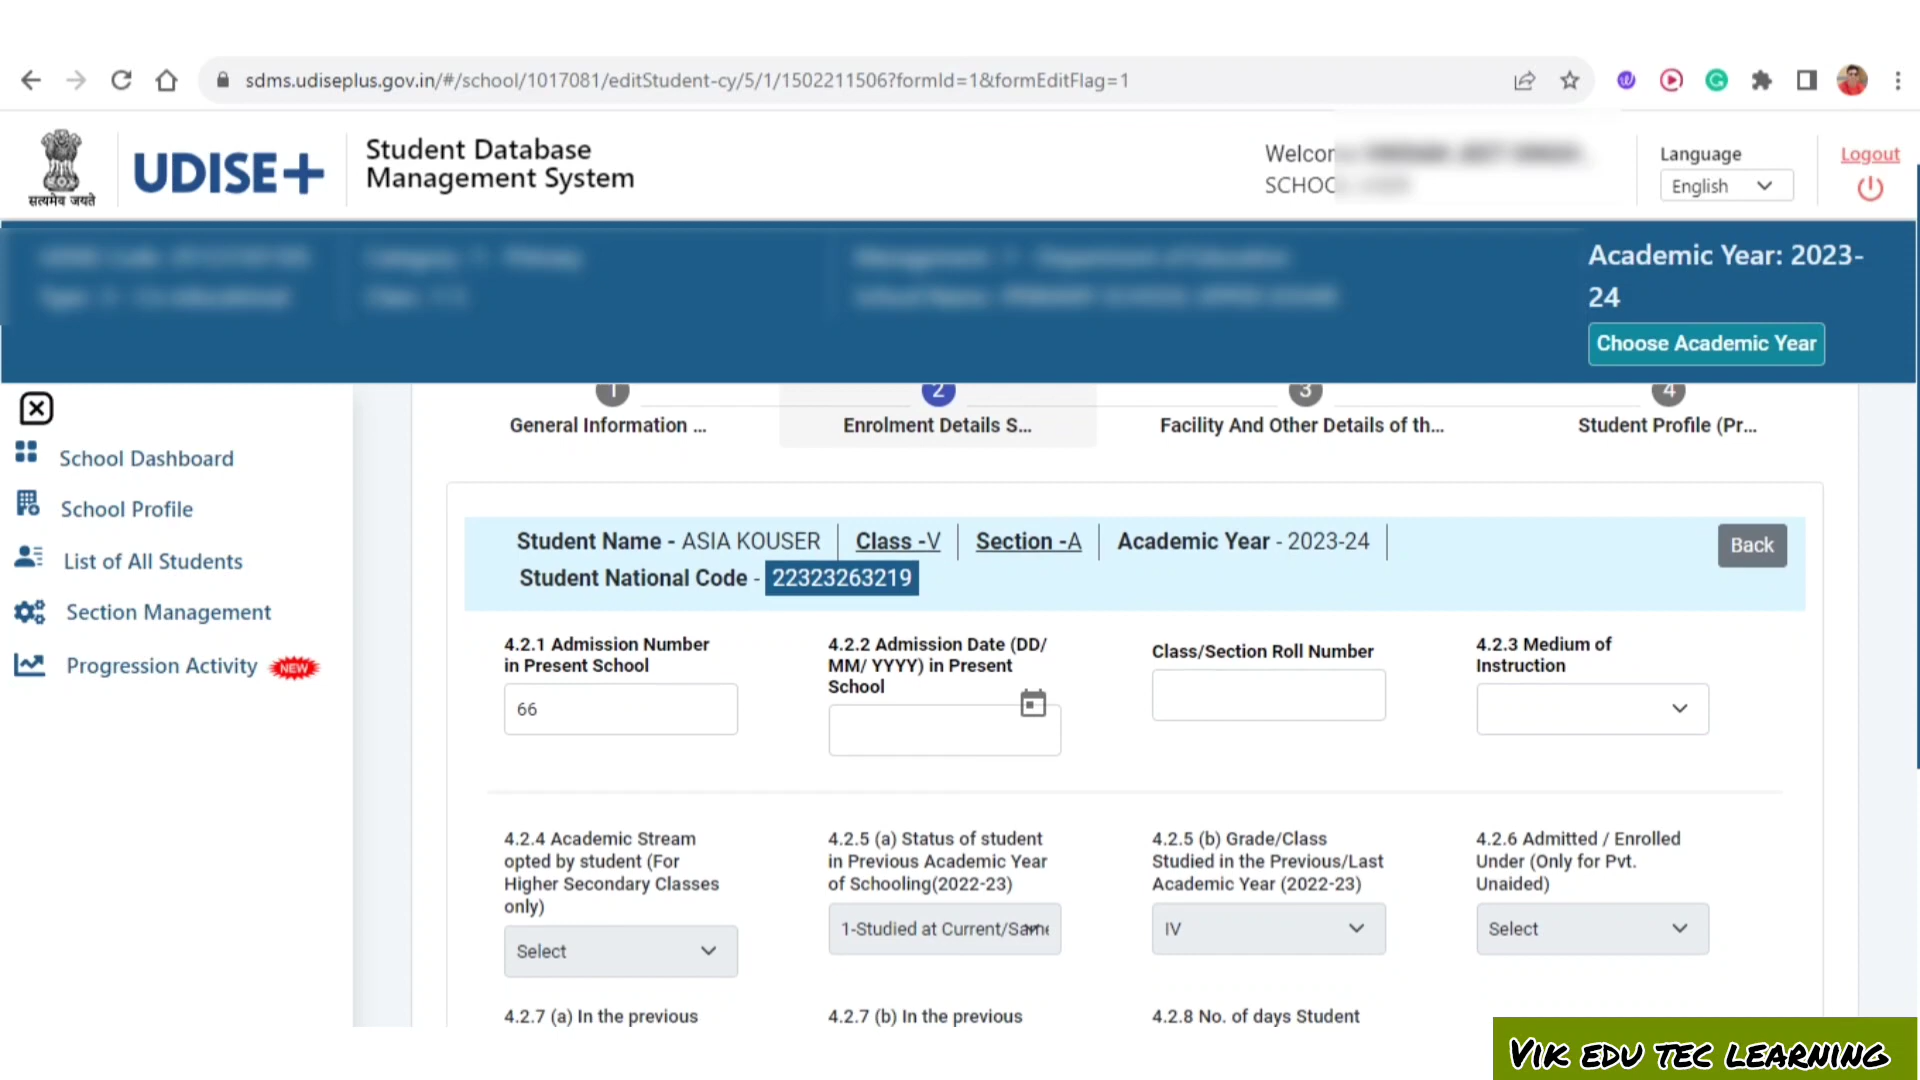 sdms.udiseplus.gov.in/#/school/1017081/editStudent-cy/5/1/1502211506?formId=1&formEditFlag=1
सत्यमेव जयते
UDISE+
Student Database
Management System
Language
English
Logout
Academic Year: 2023-
24
Choose Academic Year
School Dashboard
School Profile
List of All Students
Section Management
Progression Activity NEW
1
General Information ...
2
Enrolment Details S...
3
Facility And Other Details of th...
4
Student Profile (Pr...
Student Name - ASIA KOUSER Class -V Section -A Academic Year - 2023-24
Student National Code - 22323263219
Back
4.2.1 Admission Number
in Present School
66
4.2.2 Admission Date (DD/
MM/ YYYY) in Present
School
Class/Section Roll Number
4.2.3 Medium of
Instruction
4.2.4 Academic Stream
opted by student (For
Higher Secondary Classes
only)
Select
4.2.5 (a) Status of student
in Previous Academic Year
of Schooling(2022-23)
1-Studied at Current/Same
4.2.5 (b) Grade/Class
Studied in the Previous/Last
Academic Year (2022-23)
IV
4.2.6 Admitted / Enrolled
Under (Only for Pvt.
Unaided)
Select
4.2.7 (a) In the previous
4.2.7 (b) In the previous
4.2.8 No. of days Student
VIK EDU TEC LEARNING